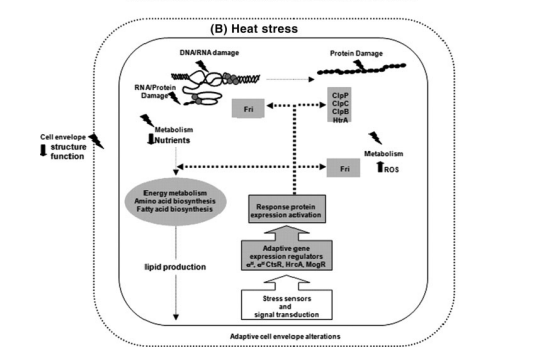 (B) Heat stress
DNA/RNA damage
Protein Damage
RNA/Protein
Damage
Fri
ClpP
ClpC
ClpB
HtrA
Metabolism
Nutrients
Cell envelope
structure
function
Metabolism
ROS
Fri
Energy metabolism
Amino acid biosynthesis
Fatty acid biosynthesis
Response protein
expression activation
Adaptive gene
expression regulators
CtsR, HrcA, MogR
lipid production
Stress sensors
and
signal transduction
Adaptive cell envelope alterations